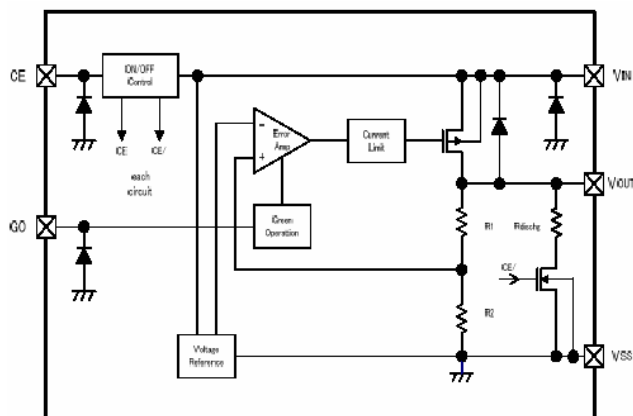 CE
ON/OFF
Control
VIN
CE
CE/
each
circuit
Error
Amp
Current
Limit
VOUT
GO
Green
Operation
R1
Rdischg
CE/
R2
Voltage
Reference
VSS